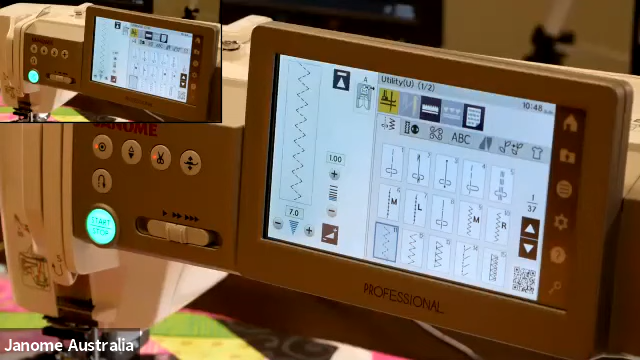 Utility(U) (1/2)
10:48
A
ABC
JANOME
1.00
1
37
M
L
M
R
7.0
START
STOP
PROFESSIONAL
Janome Australia